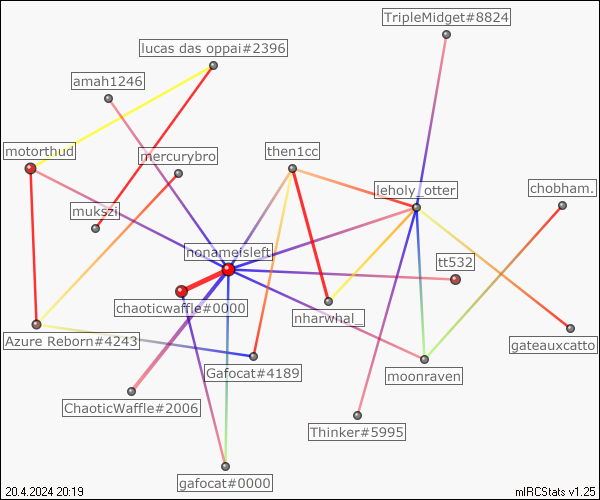 TripleMidget#8824
lucas das oppai#2396
amah1246
motorthud
mercurybro
then1cc
leholy_otter
chobham.
mukszi
nonameisleft
tt532
chaoticwaffle#0000
nharwhal_
Azure Reborn#4243
gateauxcatto
Gafocat#4189
moonraven
ChaoticWaffle#2006
Thinker#5995
gafocat#0000
20.4.2024 20:19
mIRCStats v1.25